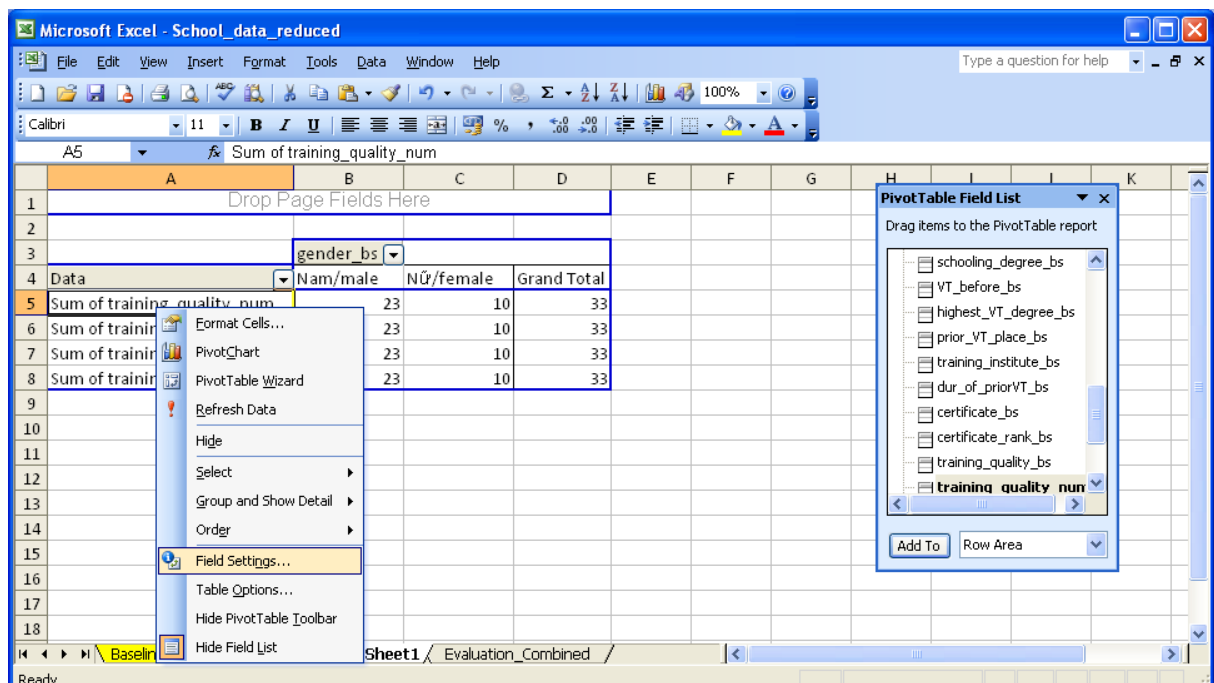 Microsoft Excel - School_data_reduced
File Edit View Insert Format Tools Data Window Help
Type a question for help
100%
Calibri 11 B I U
A5 fx Sum of training_quality_num
A B C D E F G H I J K
1 Drop Page Fields Here
2
3 gender_bs
4 Data Nam/male Nữ/female Grand Total
5 Sum of training_quality_num 23 10 33
6 Sum of trainin 23 10 33
7 Sum of trainin 23 10 33
8 Sum of trainin 23 10 33
9
10
11
12
13
14
15
16
17
18
Format Cells...
PivotChart
PivotTable Wizard
Refresh Data
Hide
Select
Group and Show Detail
Order
Field Settings...
Table Options...
Hide PivotTable Toolbar
Hide Field List
PivotTable Field List
Drag items to the PivotTable report
schooling_degree_bs
VT_before_bs
highest_VT_degree_bs
prior_VT_place_bs
training_institute_bs
dur_of_priorVT_bs
certificate_bs
certificate_rank_bs
training_quality_bs
training_quality_num
Add To Row Area
Baselin Sheet1 Evaluation_Combined
Ready